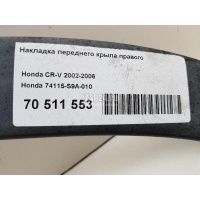 Накладка переднего крыла правого
Honda CR-V 2002-2006
Honda 74115-S9A-010
70 511 553